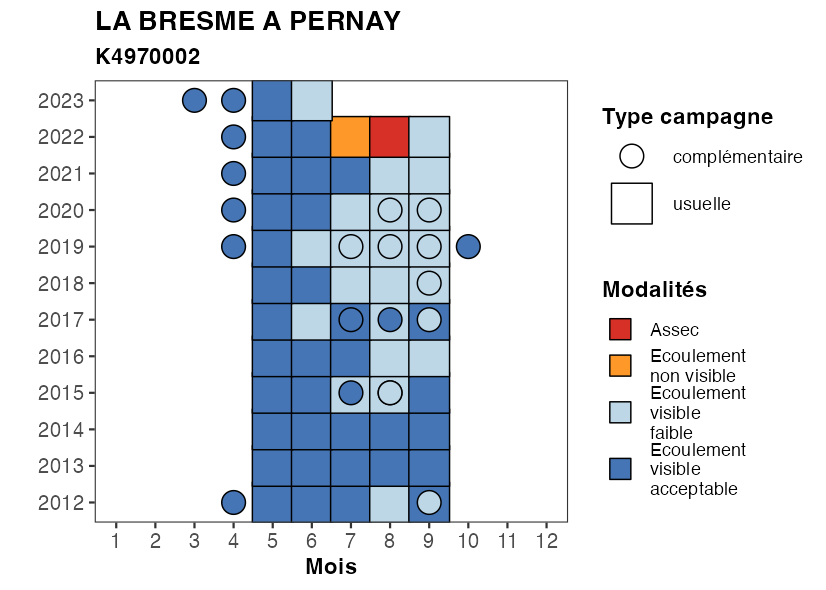 LA BRESME A PERNAY
K4970002
2023
2022
2021
2020
2019
2018
2017
2016
2015
2014
2013
2012
1 2 3 4 5 6 7 8 9 10 11 12
Mois
Type campagne
complémentaire
usuelle
Modalités
Assec
Ecoulement
non visible
Ecoulement
visible
faible
Ecoulement
visible
acceptable